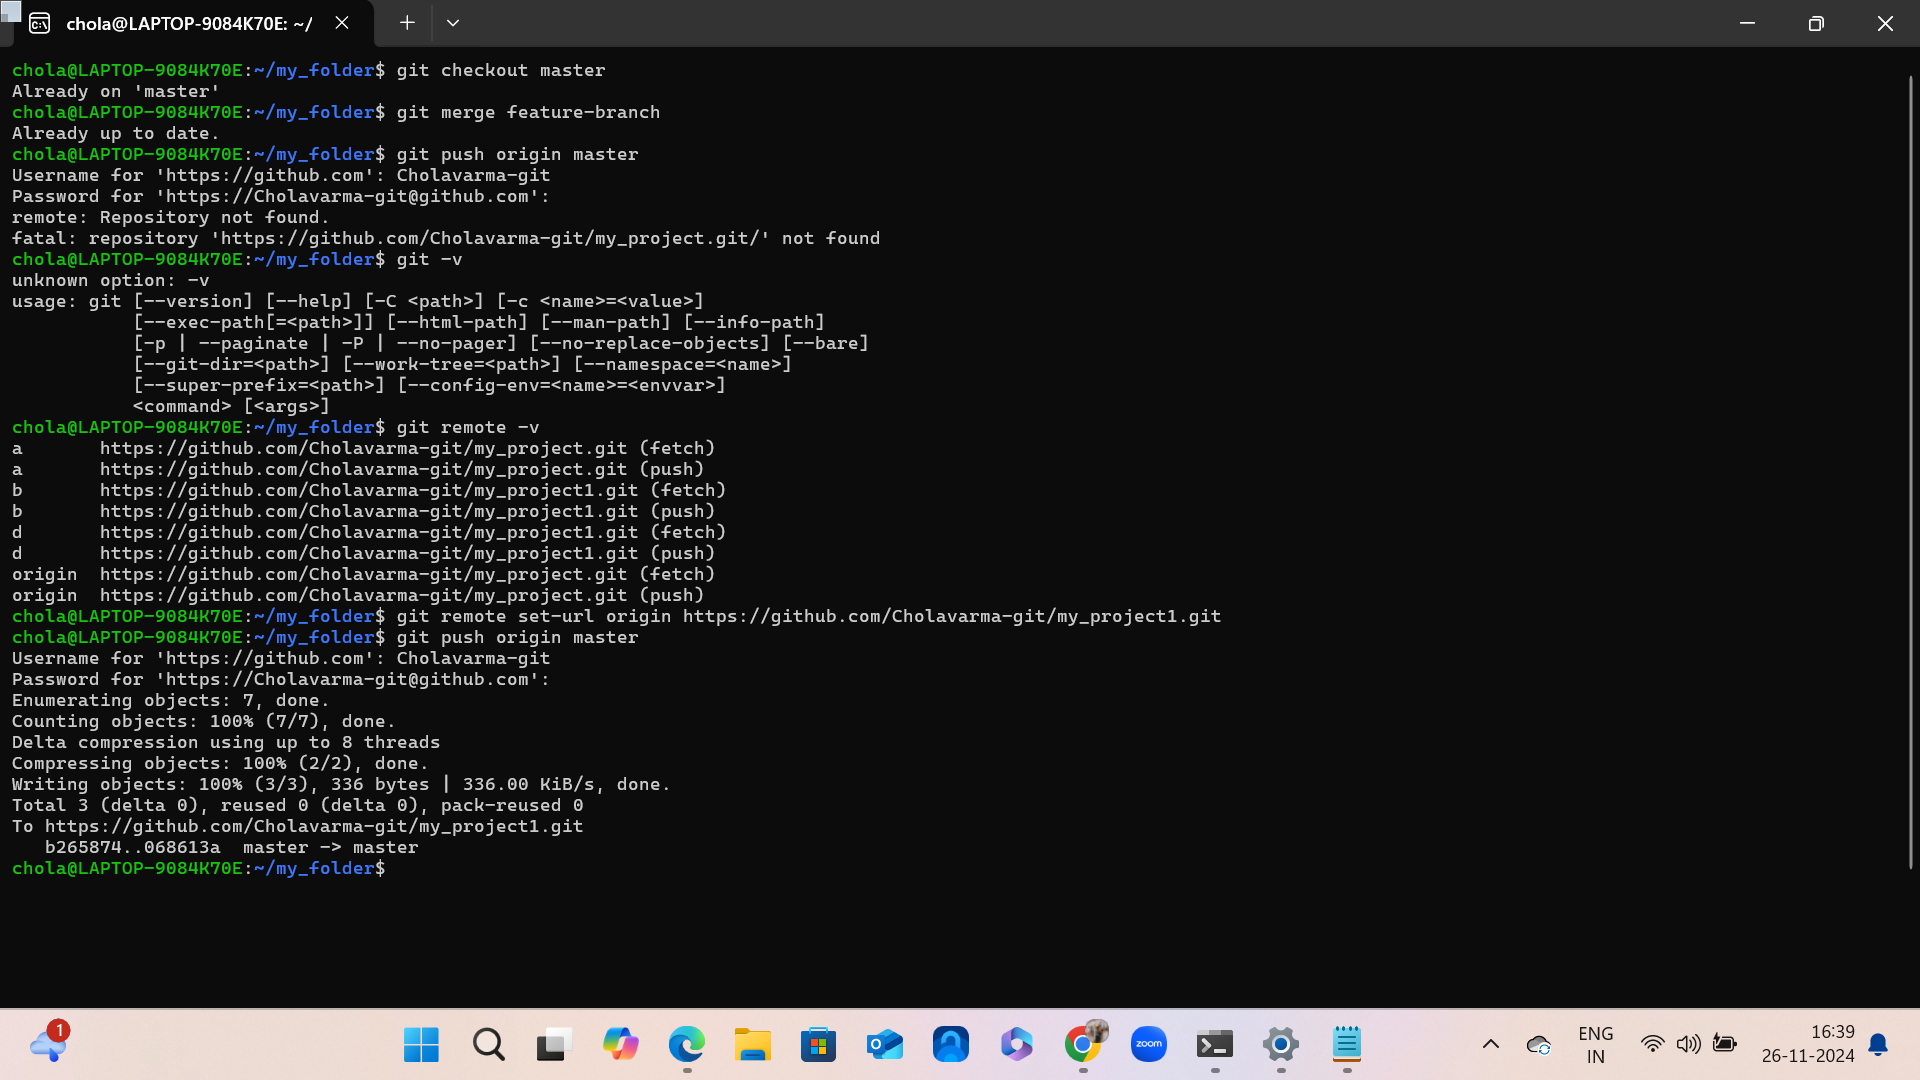 chola@LAPTOP-9084K70E: ~/
chola@LAPTOP-9084K70E:~/my_folder$ git checkout master
Already on 'master'
chola@LAPTOP-9084K70E:~/my_folder$ git merge feature-branch
Already up to date.
chola@LAPTOP-9084K70E:~/my_folder$ git push origin master
Username for 'https://github.com': Cholavarma-git
Password for 'https://Cholavarma-git@github.com':
remote: Repository not found.
fatal: repository 'https://github.com/Cholavarma-git/my_project.git/' not found
chola@LAPTOP-9084K70E:~/my_folder$ git -v
unknown option: -v
usage: git [--version] [--help] [-C <path>] [-c <name>=<value>]
           [--exec-path[=<path>]] [--html-path] [--man-path] [--info-path]
           [-p | --paginate | -P | --no-pager] [--no-replace-objects] [--bare]
           [--git-dir=<path>] [--work-tree=<path>] [--namespace=<name>]
           [--super-prefix=<path>] [--config-env=<name>=<envvar>]
           <command> [<args>]
chola@LAPTOP-9084K70E:~/my_folder$ git remote -v
a       https://github.com/Cholavarma-git/my_project.git (fetch)
a       https://github.com/Cholavarma-git/my_project.git (push)
b       https://github.com/Cholavarma-git/my_project1.git (fetch)
b       https://github.com/Cholavarma-git/my_project1.git (push)
d       https://github.com/Cholavarma-git/my_project1.git (fetch)
d       https://github.com/Cholavarma-git/my_project1.git (push)
origin  https://github.com/Cholavarma-git/my_project.git (fetch)
origin  https://github.com/Cholavarma-git/my_project.git (push)
chola@LAPTOP-9084K70E:~/my_folder$ git remote set-url origin https://github.com/Cholavarma-git/my_project1.git
chola@LAPTOP-9084K70E:~/my_folder$ git push origin master
Username for 'https://github.com': Cholavarma-git
Password for 'https://Cholavarma-git@github.com':
Enumerating objects: 7, done.
Counting objects: 100% (7/7), done.
Delta compression using up to 8 threads
Compressing objects: 100% (2/2), done.
Writing objects: 100% (3/3), 336 bytes | 336.00 KiB/s, done.
Total 3 (delta 0), reused 0 (delta 0), pack-reused 0
To https://github.com/Cholavarma-git/my_project1.git
   b265874..068613a  master -> master
chola@LAPTOP-9084K70E:~/my_folder$
1
zoom
ENG
IN
16:39
26-11-2024